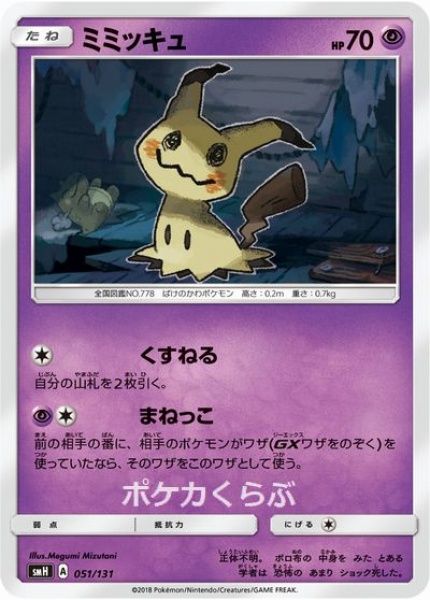 たね
ミミッキュ
HP70
全国図鑑NO.778 ばけのかわポケモン 高さ:0.2m 重さ:0.7kg
くすねる
自分の山札を2枚引く。
まねっこ
前の相手の番に、相手のポケモンがワザ(GXワザをのぞく)を
使っていたなら、そのワザをこのワザとして使う。
ポケカくらぶ
弱点 抵抗力 にげる
Illus.Megumi Mizutani
正体不明。ボロ布の 中身を みた とある
学者は 恐怖の あまり ショック死した。
SMH A 051/131
©2018 Pokémon/Nintendo/Creatures/GAME FREAK.